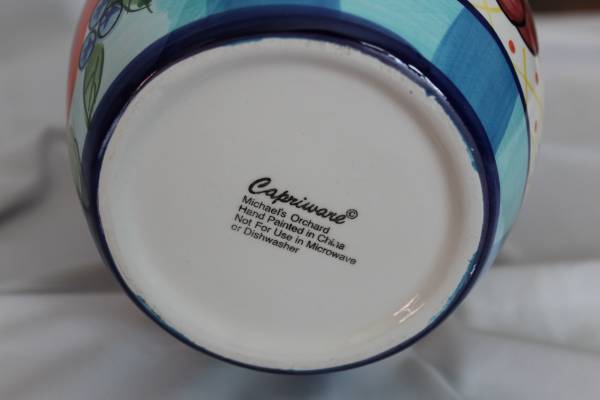 Capriware©
Michael's Orchard
Hand Painted in China
Not For Use in Microwave
or Dishwasher